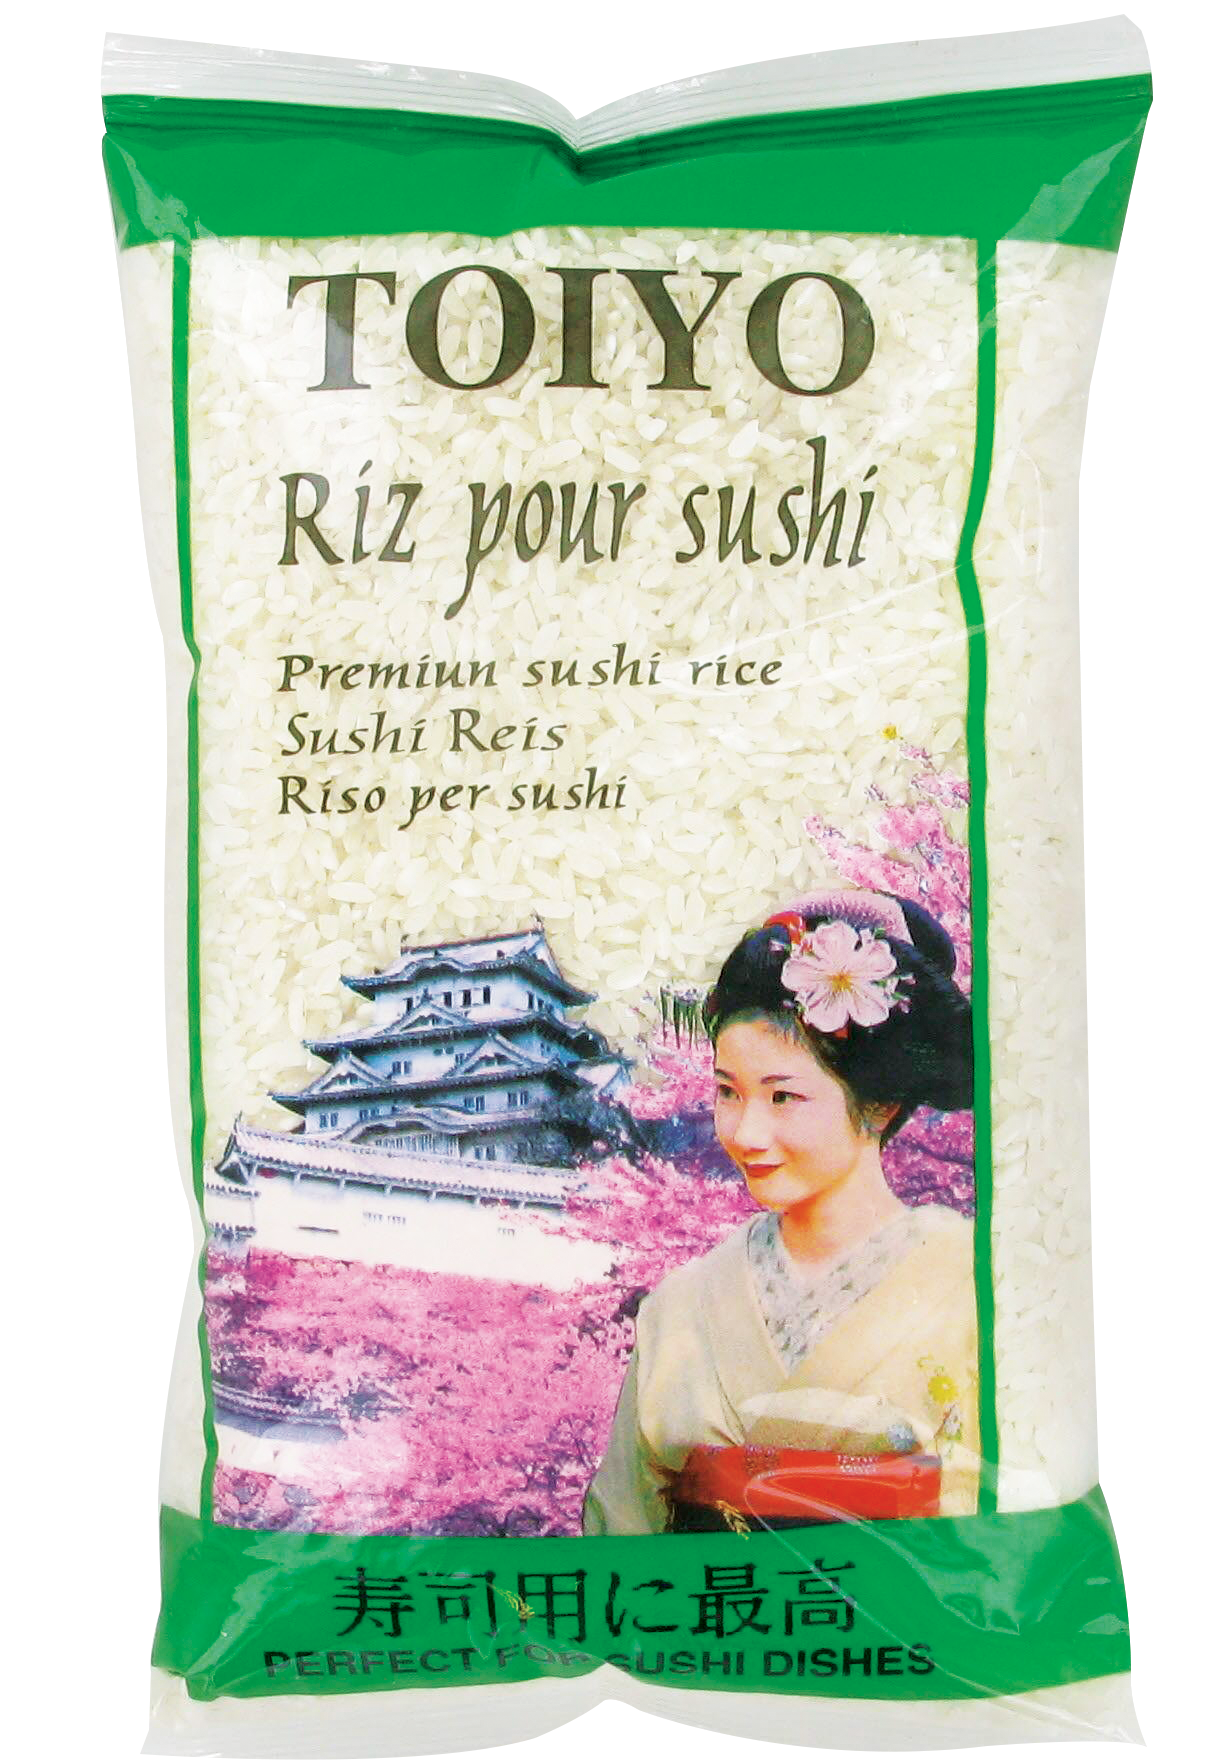 TOIYO
Riz pour sushi
Premiun sushi rice
Sushi Reis
Riso per sushi
寿司用に最高
PERFECT FOR SUSHI DISHES